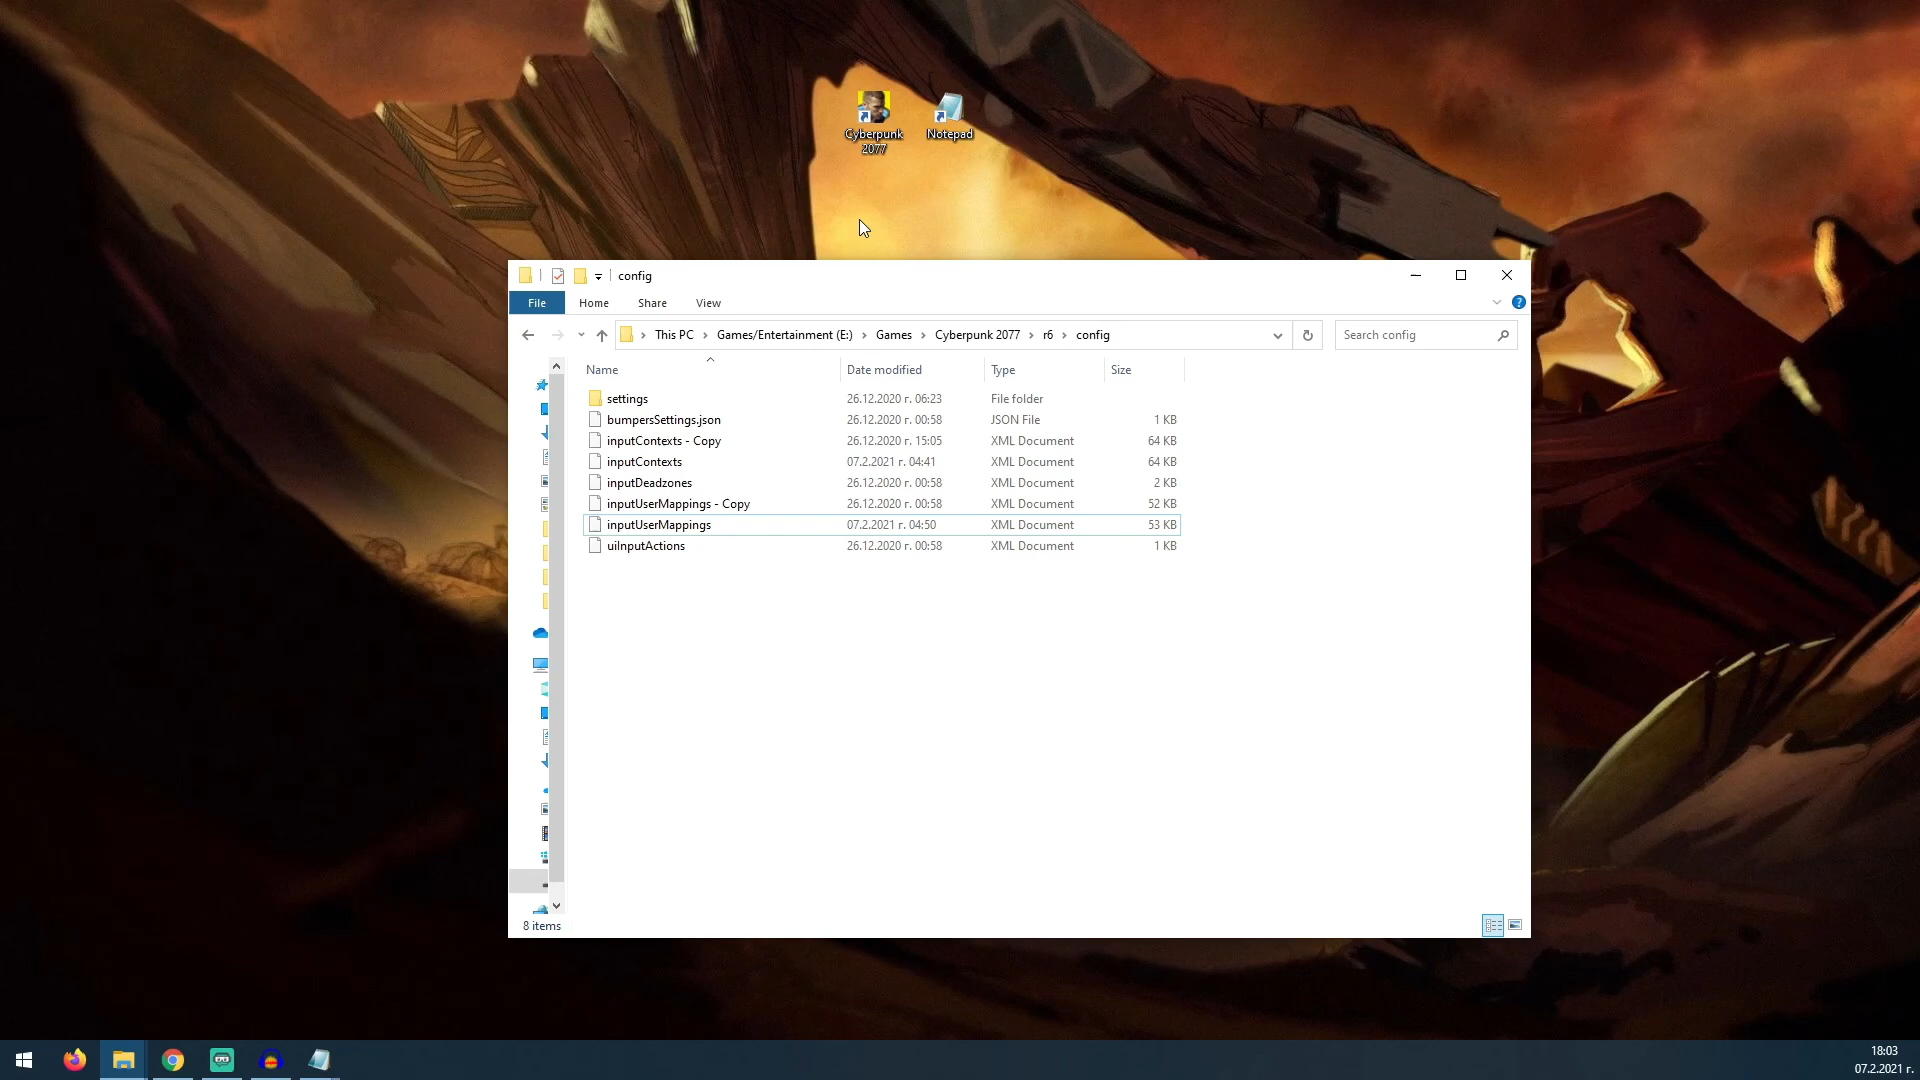 Cyberpunk
2077
Notepad
config
File Home Share View
This PC Games/Entertainment (E:) Games Cyberpunk 2077 r6 config
Search config
Name Date modified Type Size
settings 26.12.2020 г. 06:23 File folder
bumpersSettings.json 26.12.2020 г. 00:58 JSON File 1 KB
inputContexts - Copy 26.12.2020 г. 15:05 XML Document 64 KB
inputContexts 07.2.2021 г. 04:41 XML Document 64 KB
inputDeadzones 26.12.2020 г. 00:58 XML Document 2 KB
inputUserMappings - Copy 26.12.2020 г. 00:58 XML Document 52 KB
inputUserMappings 07.2.2021 г. 04:50 XML Document 53 KB
uiInputActions 26.12.2020 г. 00:58 XML Document 1 KB
8 items
18:03
07.2.2021 г.